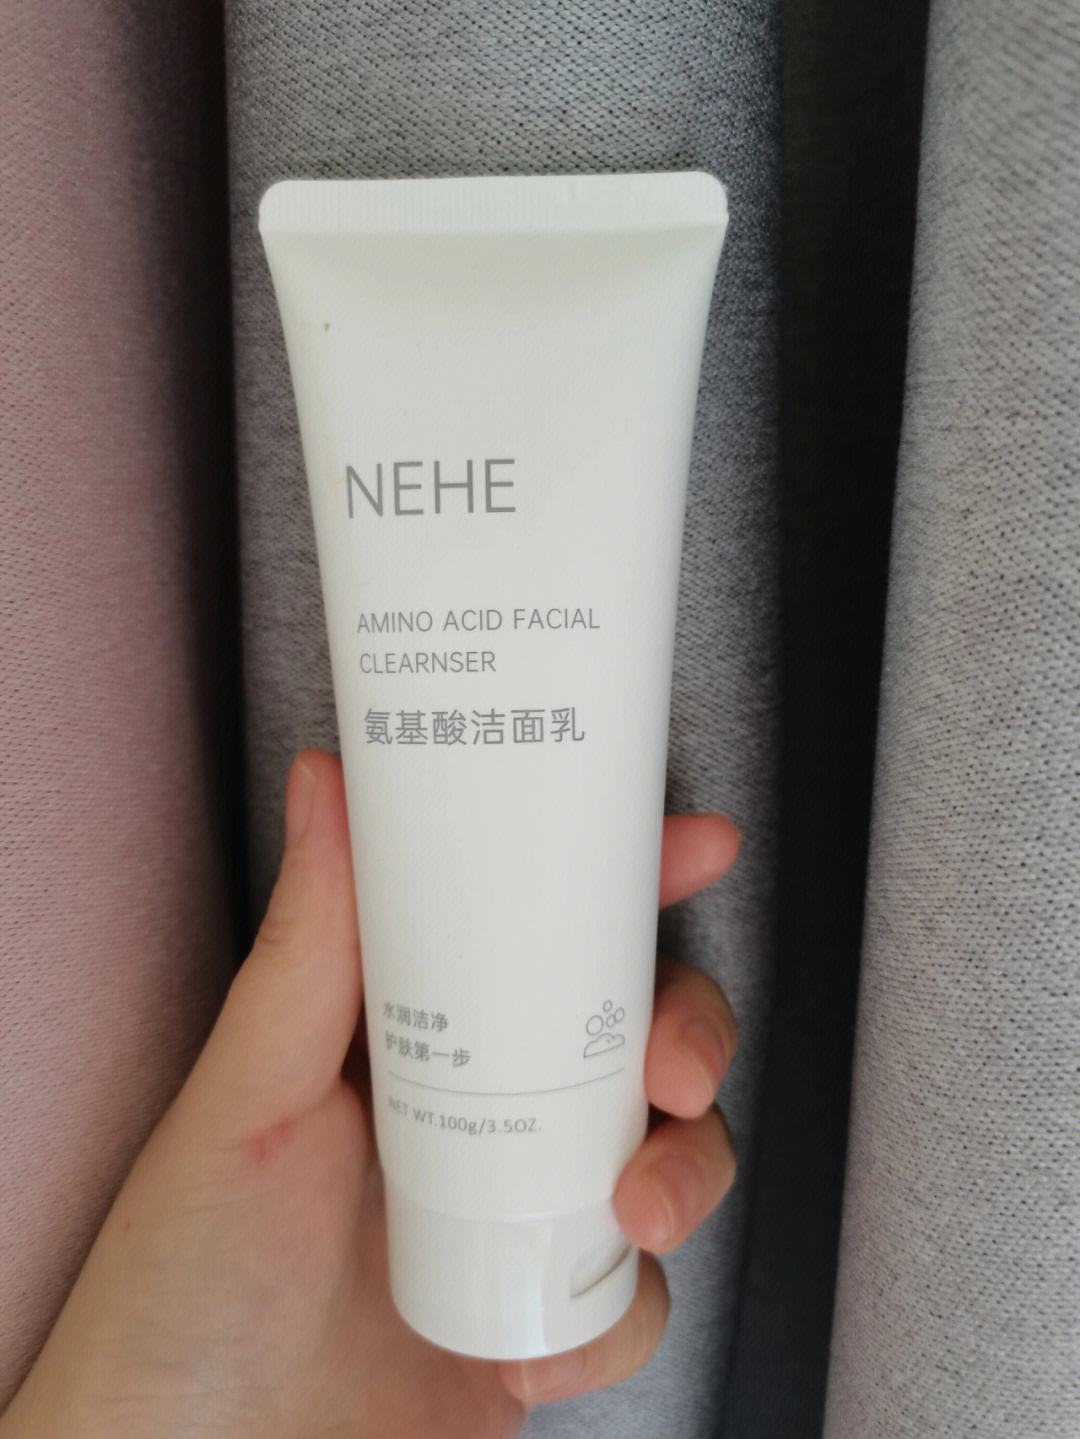 NEHE
AMINO ACID FACIAL
CLEARNSER
氨基酸洁面乳
水润洁净
护肤第一步
NET WT.100g/3.5OZ.